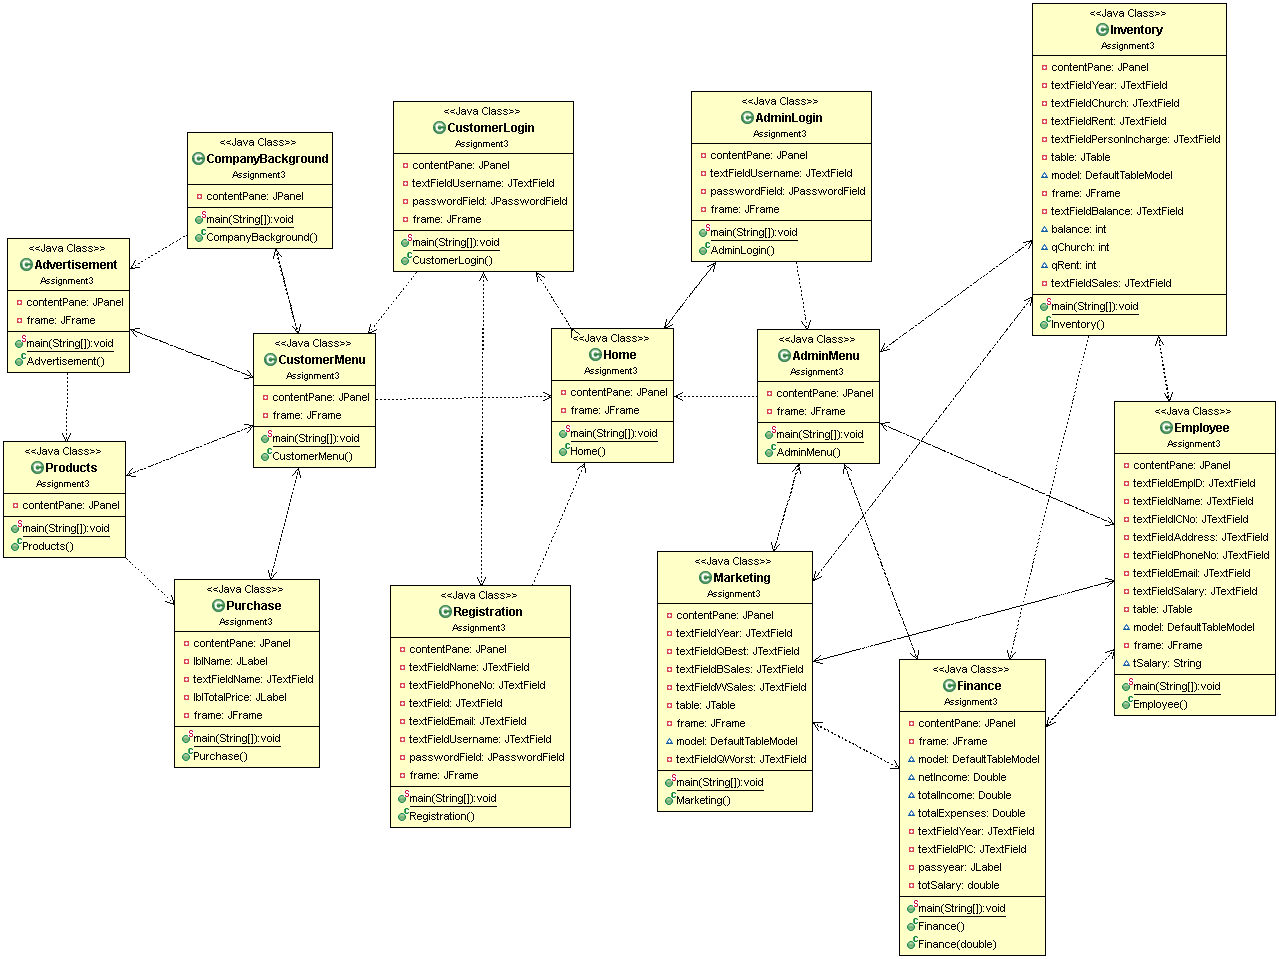 <<Java Class>>
Inventory
Assignment3
contentPane: JPanel
textFieldYear: JTextField
textFieldChurch: JTextField
textFieldRent: JTextField
textFieldPersonIncharge: JTextField
table: JTable
model: DefaultTableModel
frame: JFrame
textFieldBalance: JTextField
balance: int
qChurch: int
qRent: int
textFieldSales: JTextField
main(String[]):void
Inventory()
<<Java Class>>
AdminLogin
Assignment3
contentPane: JPanel
textFieldUsername: JTextField
passwordField: JPasswordField
frame: JFrame
main(String[]):void
AdminLogin()
<<Java Class>>
CustomerLogin
Assignment3
contentPane: JPanel
textFieldUsername: JTextField
passwordField: JPasswordField
frame: JFrame
main(String[]):void
CustomerLogin()
<<Java Class>>
CompanyBackground
Assignment3
contentPane: JPanel
main(String[]):void
CompanyBackground()
<<Java Class>>
Advertisement
Assignment3
contentPane: JPanel
frame: JFrame
main(String[]):void
Advertisement()
<<Java Class>>
CustomerMenu
Assignment3
contentPane: JPanel
frame: JFrame
main(String[]):void
CustomerMenu()
<<Java Class>>
Home
Assignment3
contentPane: JPanel
frame: JFrame
main(String[]):void
Home()
<<Java Class>>
AdminMenu
Assignment3
contentPane: JPanel
frame: JFrame
main(String[]):void
AdminMenu()
<<Java Class>>
Employee
Assignment3
contentPane: JPanel
textFieldEmpID: JTextField
textFieldName: JTextField
textFieldICNo: JTextField
textFieldAddress: JTextField
textFieldPhoneNo: JTextField
textFieldEmail: JTextField
textFieldSalary: JTextField
table: JTable
model: DefaultTableModel
frame: JFrame
tSalary: String
main(String[]):void
Employee()
<<Java Class>>
Products
Assignment3
contentPane: JPanel
main(String[]):void
Products()
<<Java Class>>
Purchase
Assignment3
contentPane: JPanel
lblName: JLabel
textFieldName: JTextField
lblTotalPrice: JLabel
frame: JFrame
main(String[]):void
Purchase()
<<Java Class>>
Registration
Assignment3
contentPane: JPanel
textFieldName: JTextField
textFieldPhoneNo: JTextField
textField: JTextField
textFieldEmail: JTextField
textFieldUsername: JTextField
passwordField: JPasswordField
frame: JFrame
main(String[]):void
Registration()
<<Java Class>>
Marketing
Assignment3
contentPane: JPanel
textFieldYear: JTextField
textFieldQBest: JTextField
textFieldBSales: JTextField
textFieldWSales: JTextField
table: JTable
frame: JFrame
model: DefaultTableModel
textFieldQWorst: JTextField
main(String[]):void
Marketing()
<<Java Class>>
Finance
Assignment3
contentPane: JPanel
frame: JFrame
model: DefaultTableModel
netIncome: Double
totalIncome: Double
totalExpenses: Double
textFieldYear: JTextField
textFieldPIC: JTextField
passyear: JLabel
totSalary: double
main(String[]):void
Finance()
Finance(double)